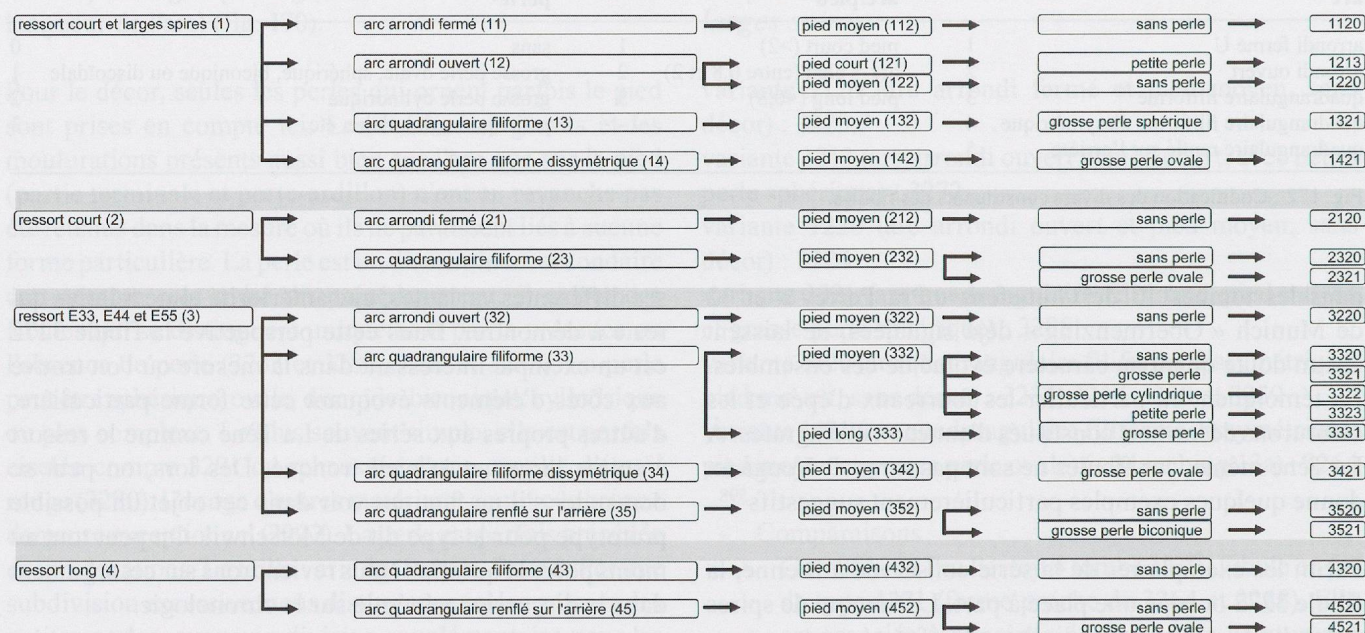 ressort court et larges spires (1) arc arrondi fermé (11) pied moyen (112) sans perle 1120
arc arrondi ouvert (12) pied court (121) petite perle 1213
pied moyen (122) sans perle 1220
arc quadrangulaire filiforme (13) pied moyen (132) grosse perle sphérique 1321
arc quadrangulaire filiforme dissymétrique (14) pied moyen (142) grosse perle ovale 1421
ressort court (2) arc arrondi fermé (21) pied moyen (212) sans perle 2120
arc quadrangulaire filiforme (23) pied moyen (232) sans perle 2320
grosse perle ovale 2321
ressort E33, E44 et E55 (3) arc arrondi ouvert (32) pied moyen (322) sans perle 3220
arc quadrangulaire filiforme (33) pied moyen (332) sans perle 3320
grosse perle 3321
grosse perle cylindrique 3322
petite perle 3323
pied long (333) grosse perle 3331
arc quadrangulaire filiforme dissymétrique (34) pied moyen (342) grosse perle ovale 3421
arc quadrangulaire renflé sur l'arrière (35) pied moyen (352) sans perle 3520
grosse perle biconique 3521
ressort long (4) arc quadrangulaire filiforme (43) pied moyen (432) sans perle 4320
arc quadrangulaire renflé sur l'arrière (45) pied moyen (452) sans perle 4520
grosse perle ovale 4521